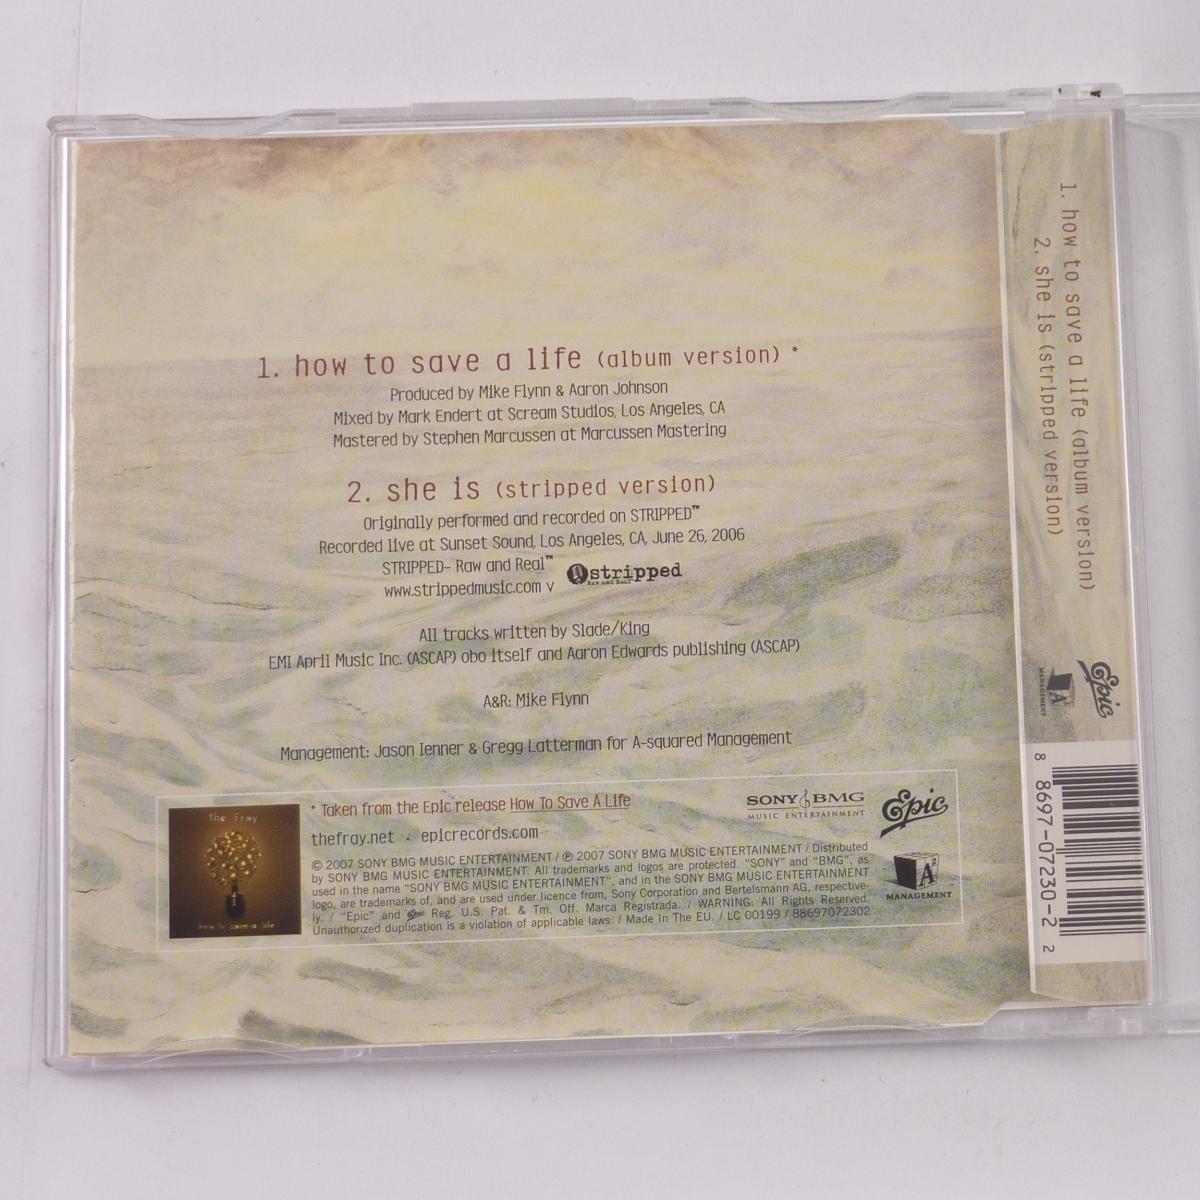 1. how to save a life (album version) *
Produced by Mike Flynn & Aaron Johnson
Mixed by Mark Endert at Scream Studios, Los Angeles, CA
Mastered by Stephen Marcussen at Marcussen Mastering
2. she is (stripped version)
Originally performed and recorded on STRIPPED™
Recorded live at Sunset Sound, Los Angeles, CA, June 26, 2006
STRIPPED- Raw and Real™
www.strippedmusic.com v
stripped
Raw and Real
All tracks written by Slade/King
EMI April Music Inc. (ASCAP) obo itself and Aaron Edwards publishing (ASCAP)
A&R: Mike Flynn
Management: Jason Ienner & Gregg Latterman for A-squared Management
the fray
how to save a life
* Taken from the Epic release How To Save A Life
thefray.net . epicrecords.com
© 2007 SONY BMG MUSIC ENTERTAINMENT / ℗ 2007 SONY BMG MUSIC ENTERTAINMENT / Distributed
by SONY BMG MUSIC ENTERTAINMENT. All trademarks and logos are protected. "SONY" and "BMG", as
used in the name "SONY BMG MUSIC ENTERTAINMENT", and in the SONY BMG MUSIC ENTERTAINMENT
logo, are trademarks of, and are used under licence from, Sony Corporation and Bertelsmann AG, respective-
ly. / "Epic" and Epic Reg. U.S. Pat. & Tm. Off. Marca Registrada. / WARNING: All Rights Reserved.
Unauthorized duplication is a violation of applicable laws. / Made In The EU. / LC 00199 / 88697072302
SONY BMG
MUSIC ENTERTAINMENT
Epic
A
MANAGEMENT
1. how to save a life (album version)
2. she is (stripped version)
Epic
A
MANAGEMENT
8 8697-07230-2 2